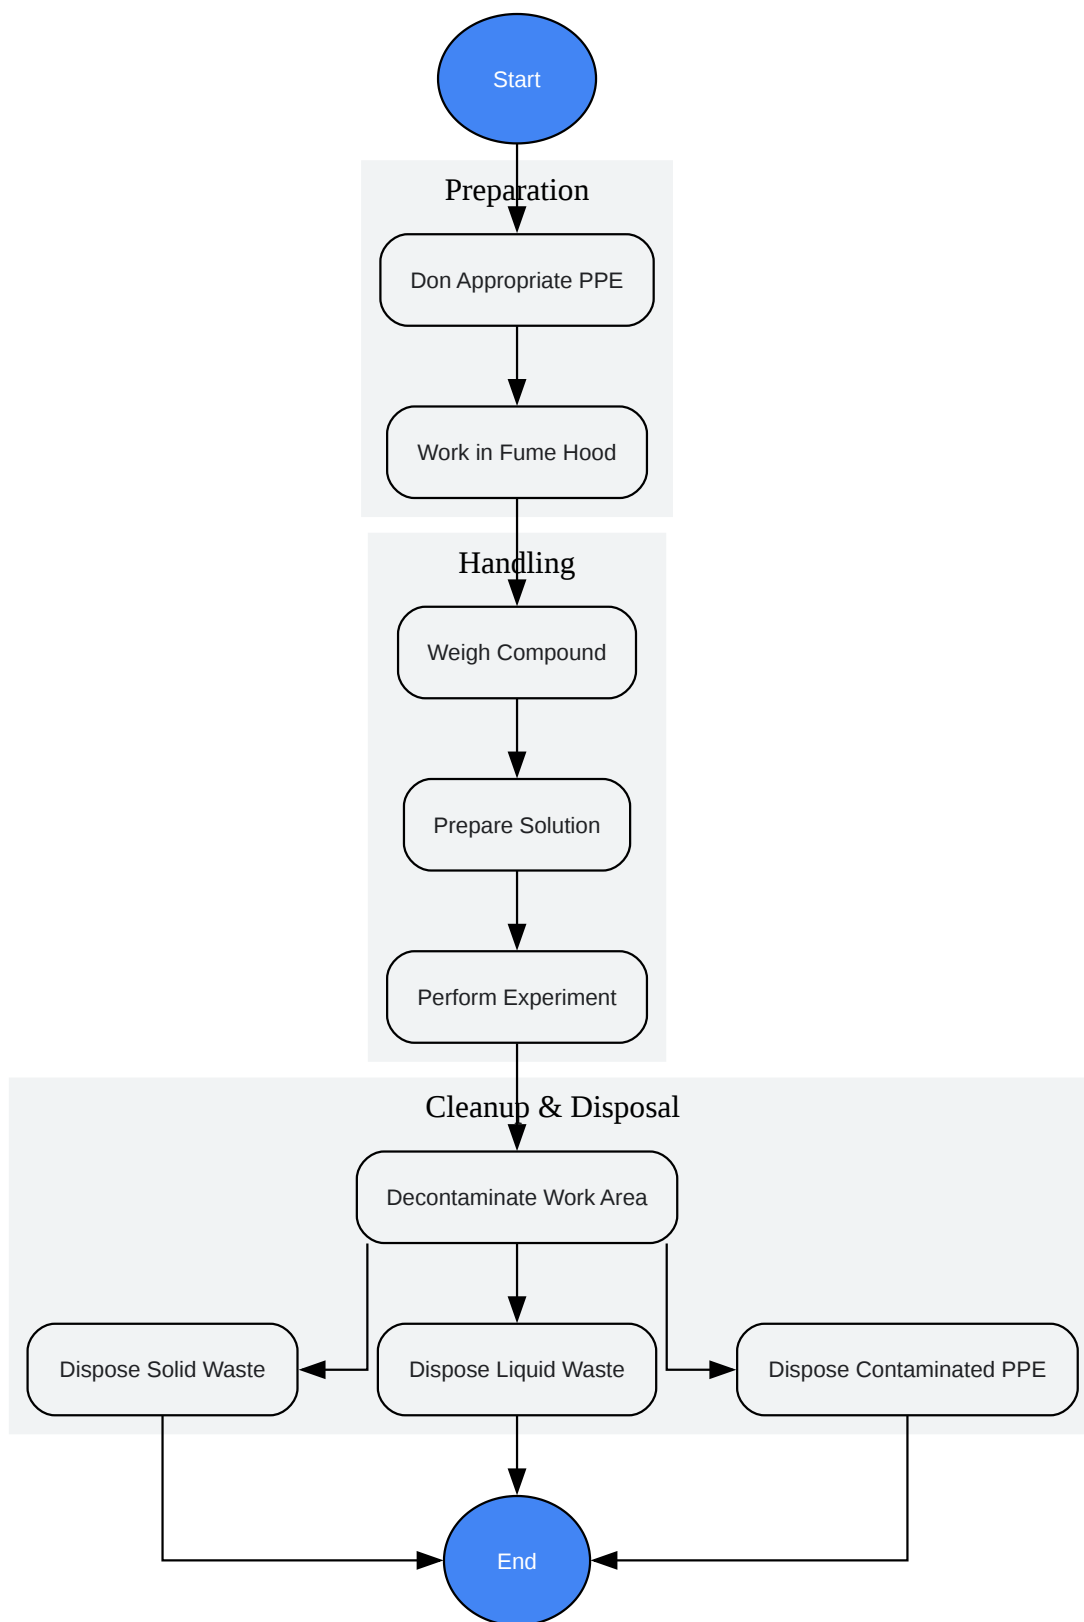 Start
Preparation
Don Appropriate PPE
Work in Fume Hood
Handling
Weigh Compound
Prepare Solution
Perform Experiment
Cleanup & Disposal
Decontaminate Work Area
Dispose Solid Waste
Dispose Liquid Waste
Dispose Contaminated PPE
End